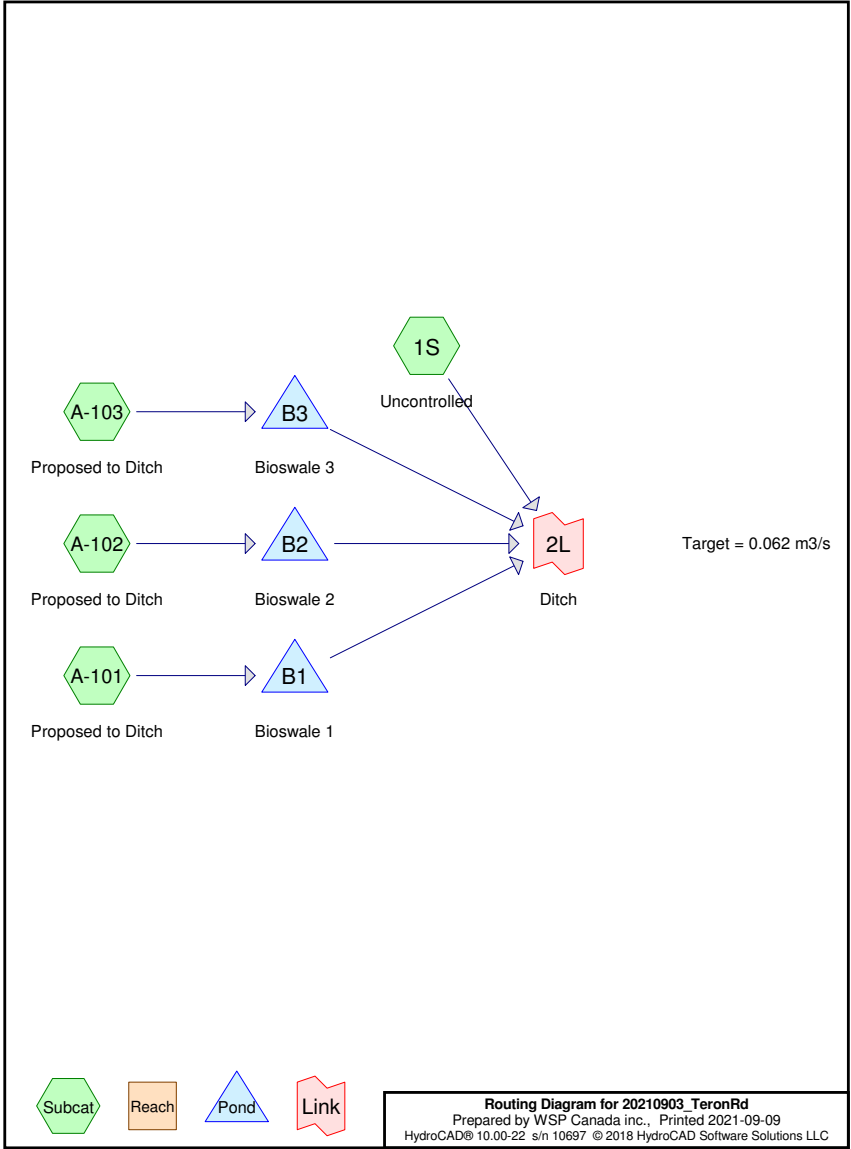 1S
Uncontrolled
A-103
B3
Proposed to Ditch
Bioswale 3
A-102
B2
2L
Target = 0.062 m3/s
Proposed to Ditch
Bioswale 2
Ditch
A-101
B1
Proposed to Ditch
Bioswale 1
Subcat
Reach
Pond
Link
Routing Diagram for 20210903_TeronRd
Prepared by WSP Canada inc., Printed 2021-09-09
HydroCAD® 10.00-22 s/n 10697 © 2018 HydroCAD Software Solutions LLC